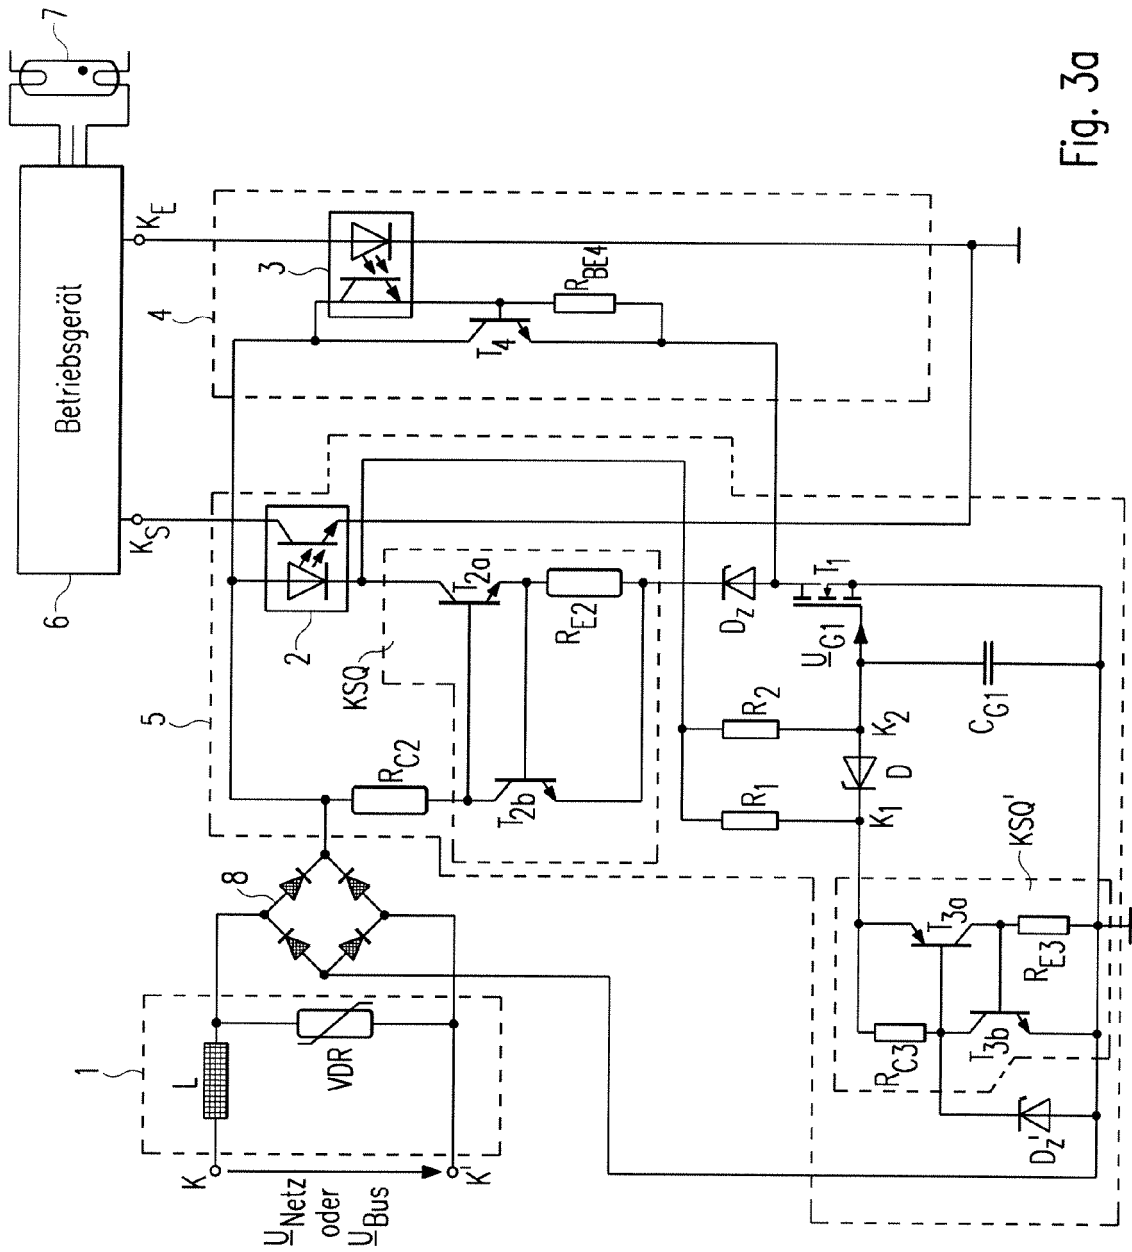 Fig. 3a
7
Betriebsgerät
6
K_E
K_S
3
4
R_BE4
T_4
2
5
KSQ
T_2a
R_E2
R_C2
T_2b
D_Z
T_1
U_G1
R_2
R_1
K_2
K_1
D
C_G1
8
KSQ'
T_3a
R_E3
R_C3
T_3b
D_Z'
1
L
VDR
K
K'
U_Netz
oder
U_Bus